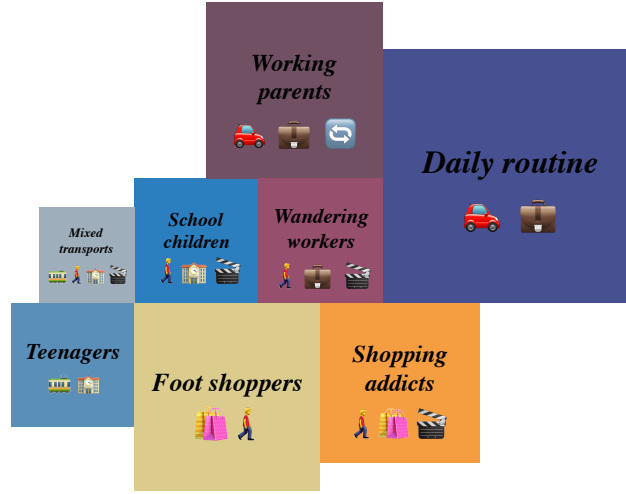 Working
parents
Daily routine
Mixed
transports
School
children
Wandering
workers
Teenagers
Foot shoppers
Shopping
addicts